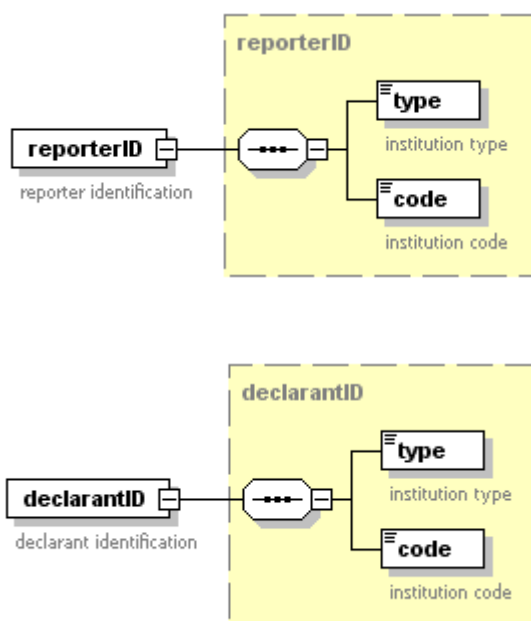 reporterID
type
institution type
reporterID
reporter identification
code
institution code
declarantID
type
institution type
declarantID
declarant identification
code
institution code